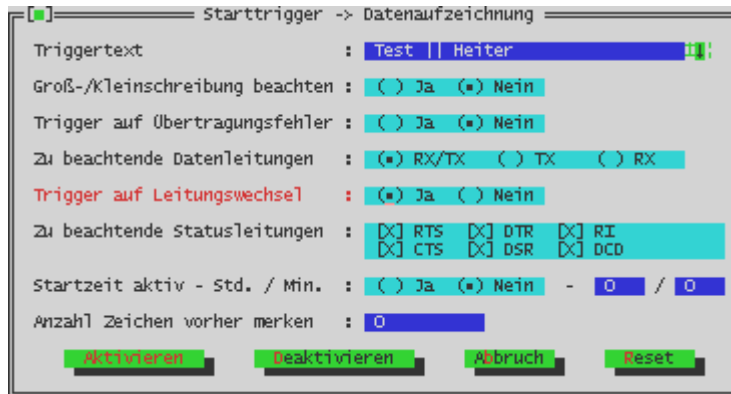 [■] Starttrigger -> Datenaufzeichnung
Triggertext : Test || Heiter
Groß-/Kleinschreibung beachten : ( ) Ja (•) Nein
Trigger auf Übertragungsfehler : ( ) Ja (•) Nein
Zu beachtende Datenleitungen : (•) RX/TX ( ) TX ( ) RX
Trigger auf Leitungswechsel : (•) Ja ( ) Nein
Zu beachtende Statusleitungen : [X] RTS [X] DTR [X] RI
[X] CTS [X] DSR [X] DCD
Startzeit aktiv - Std. / Min. : ( ) Ja (•) Nein - 0 / 0
Anzahl Zeichen vorher merken : 0
Aktivieren Deaktivieren Abbruch Reset